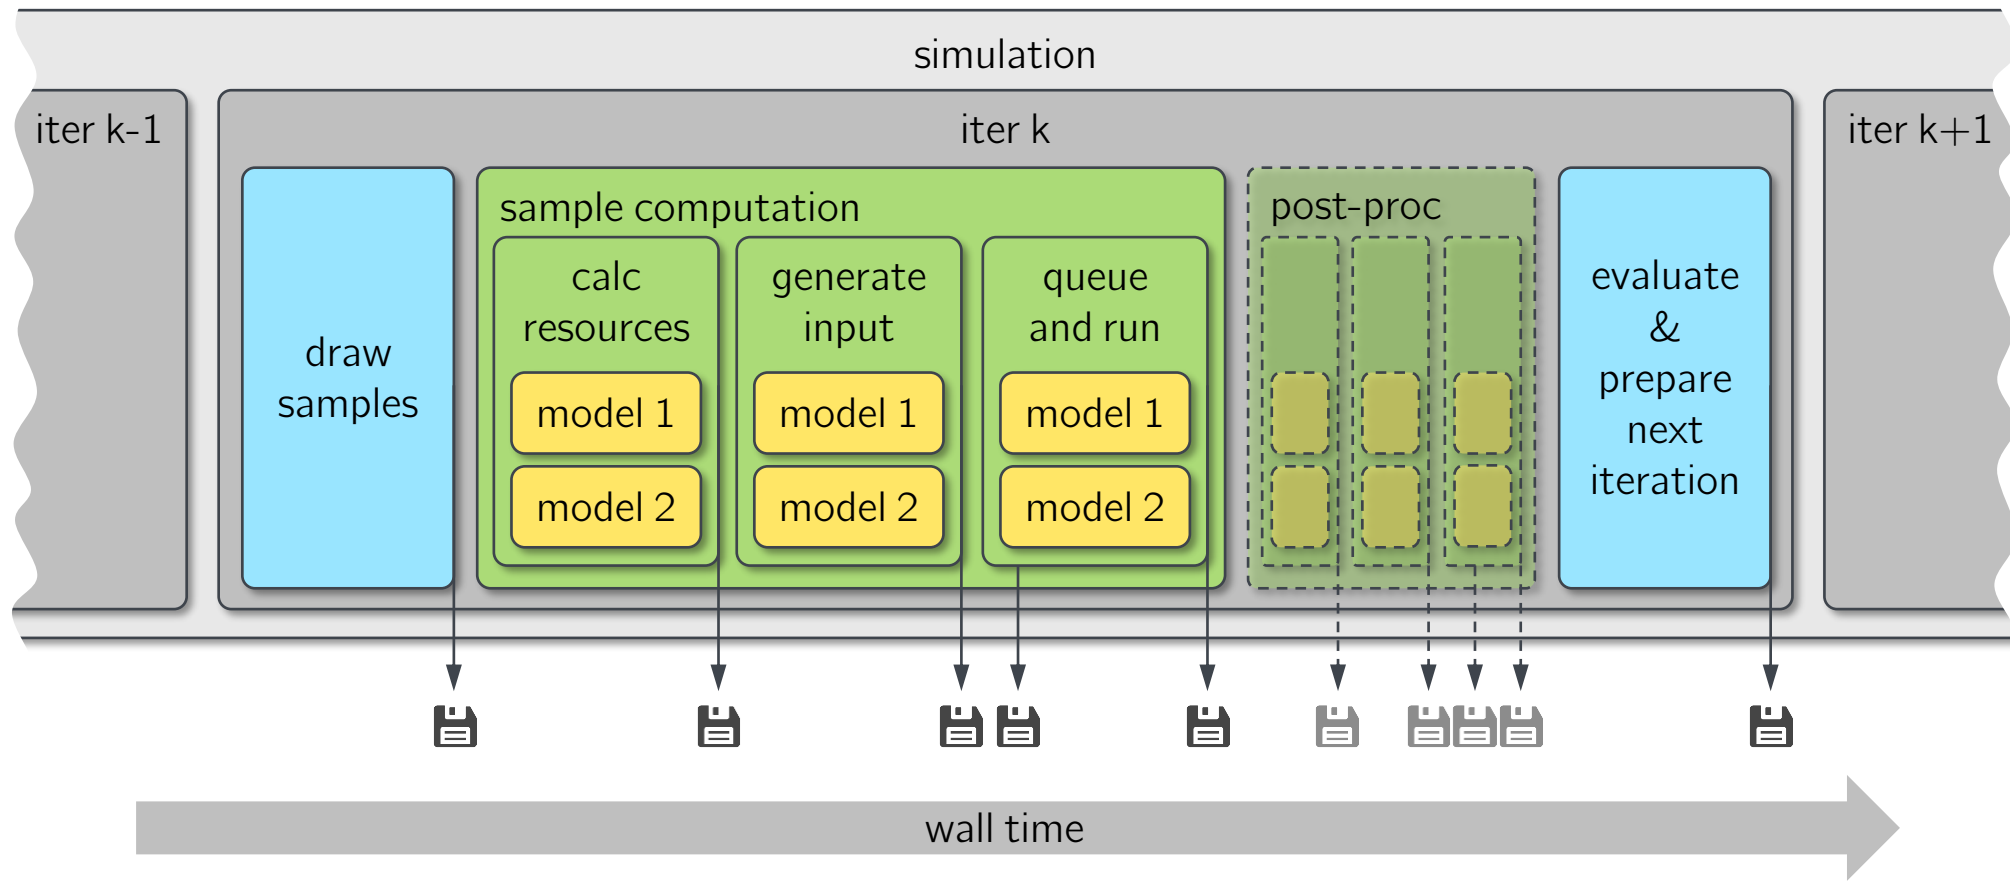 simulation
iter k-1
iter k
iter k+1
draw
samples
sample computation
calc
resources
model 1
model 2
generate
input
model 1
model 2
queue
and run
model 1
model 2
post-proc
evaluate
&
prepare
next
iteration
wall time